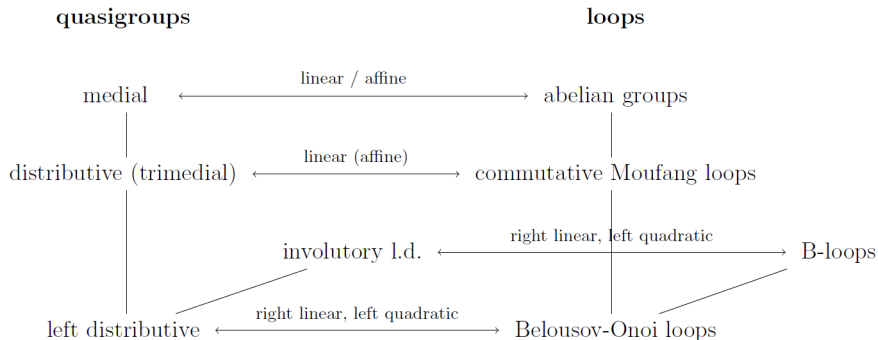 quasigroups loops
linear / affine
medial abelian groups
linear (affine)
distributive (trimedial) commutative Moufang loops
right linear, left quadratic
involutory l.d. B-loops
right linear, left quadratic
left distributive Belousov-Onoi loops